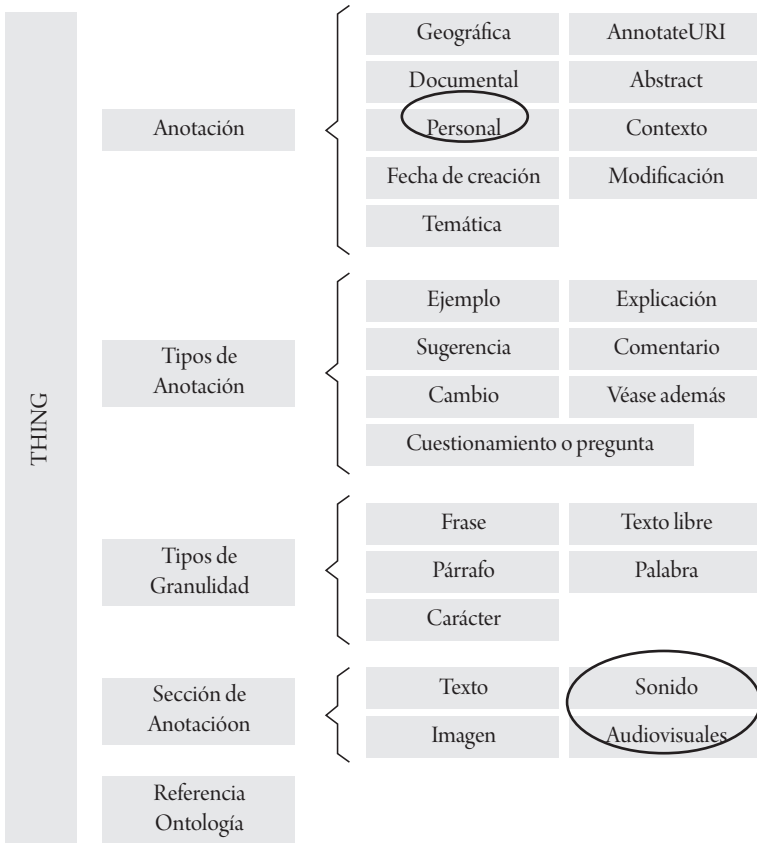 THING
Anotación
Geográfica
AnnotateURI
Documental
Abstract
Personal
Contexto
Fecha de creación
Modificación
Temática
Tipos de
Anotación
Ejemplo
Explicación
Sugerencia
Comentario
Cambio
Véase además
Cuestionamiento o pregunta
Tipos de
Granulidad
Frase
Texto libre
Párrafo
Palabra
Carácter
Sección de
Anotacióon
Texto
Sonido
Imagen
Audiovisuales
Referencia
Ontología